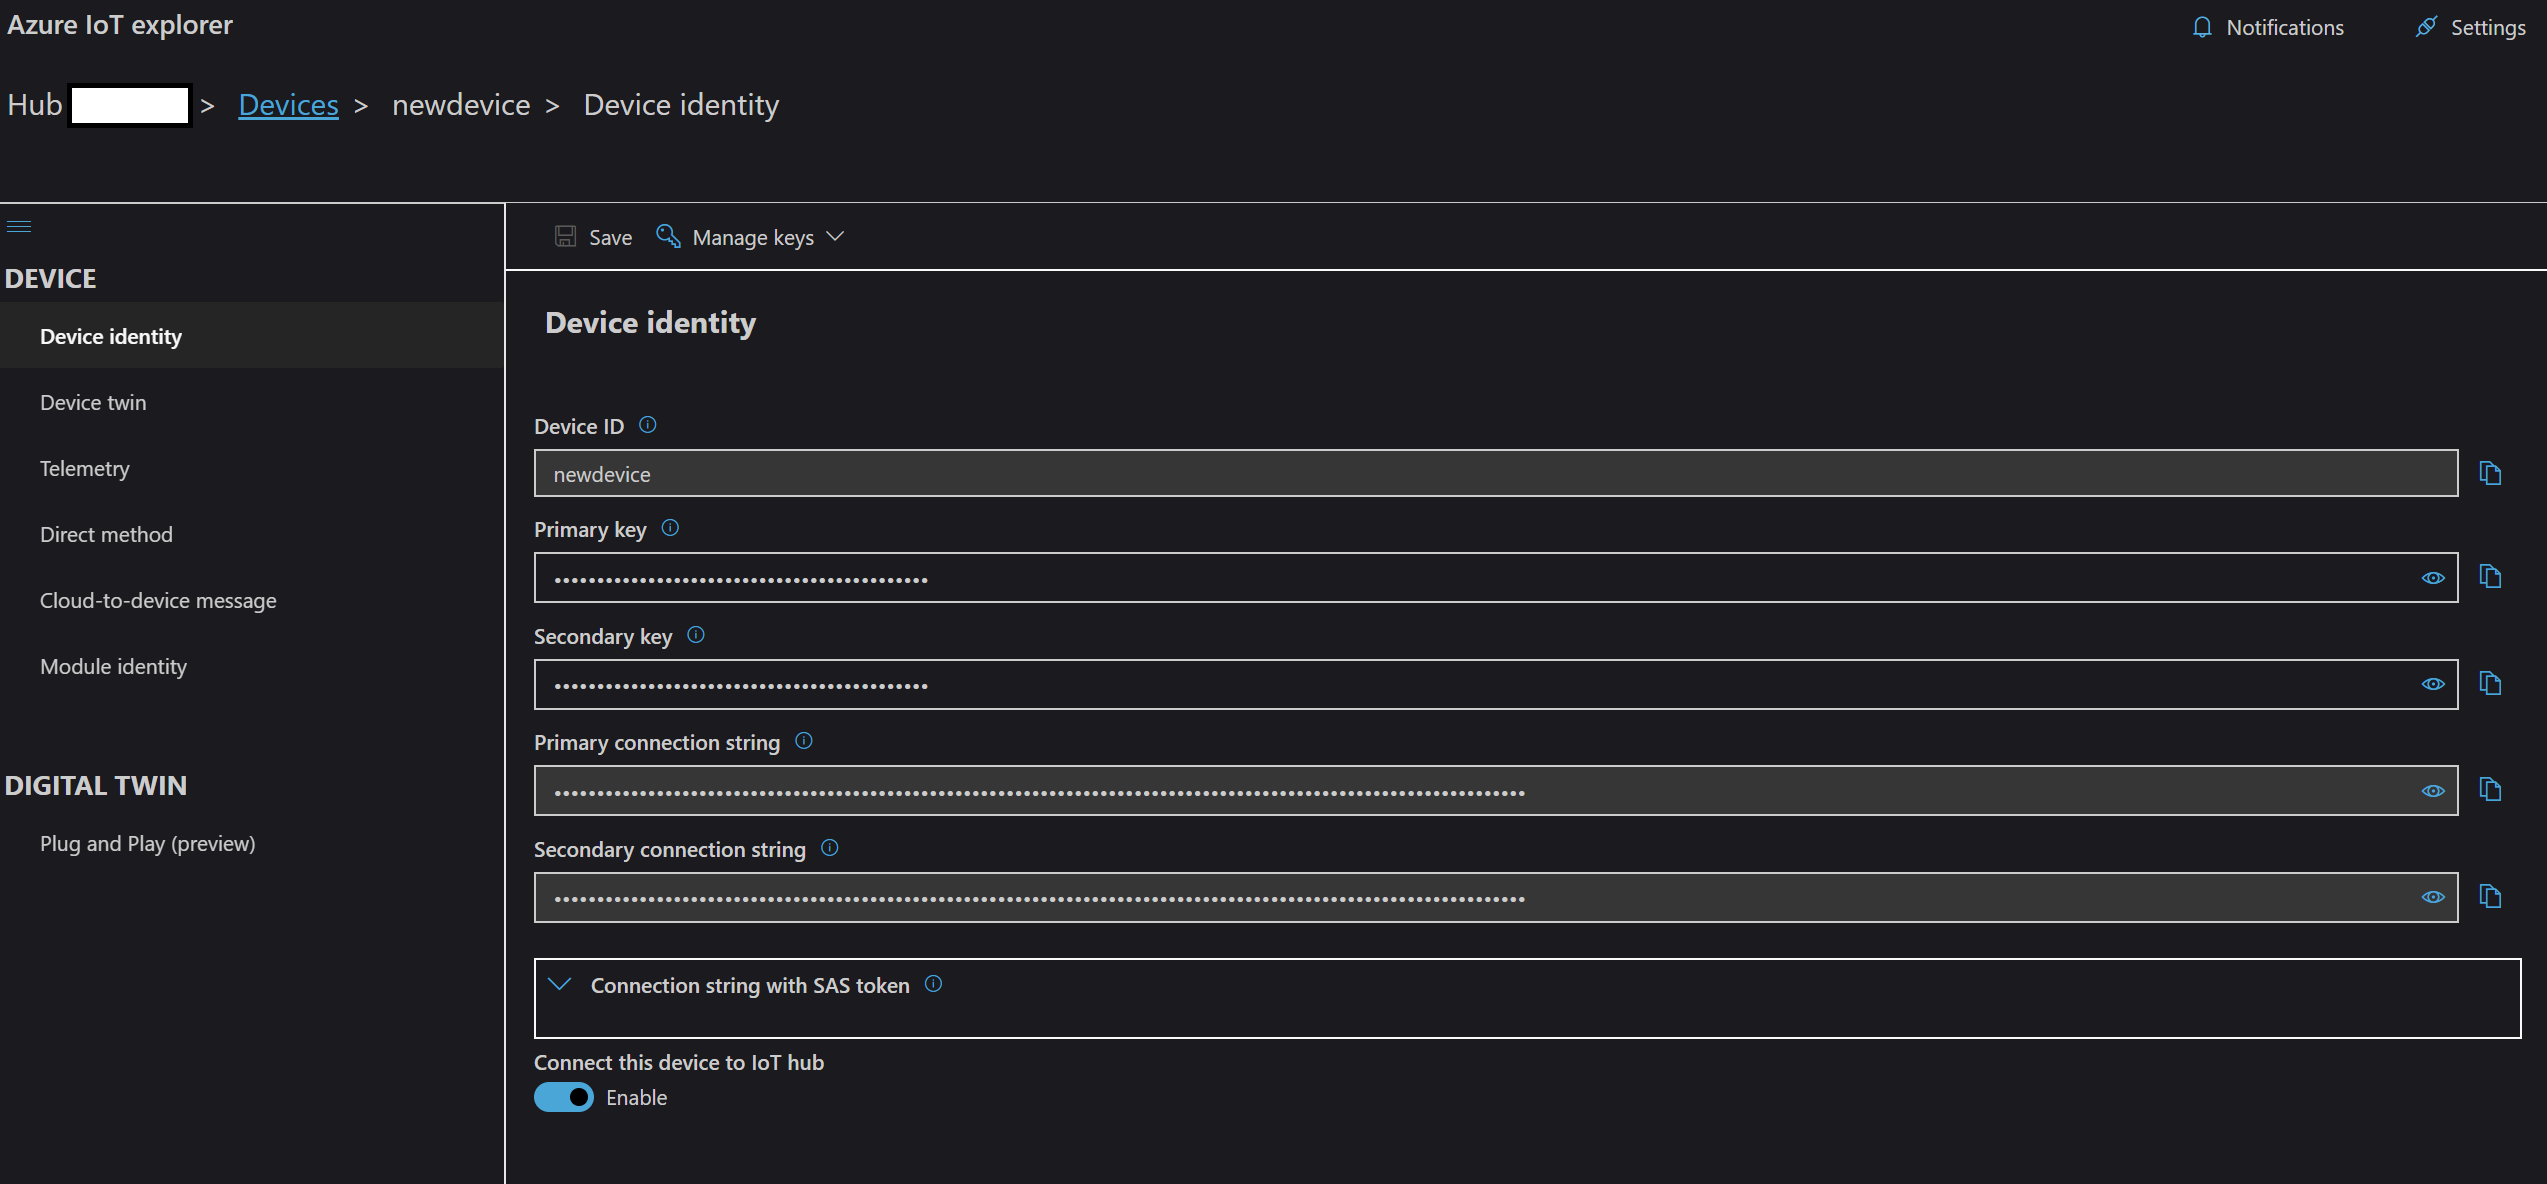 Azure IoT explorer
Notifications
Settings
Hub > Devices > newdevice > Device identity
Save
Manage keys
DEVICE
Device identity
Device twin
Telemetry
Direct method
Cloud-to-device message
Module identity
DIGITAL TWIN
Plug and Play (preview)
Device identity
Device ID
newdevice
Primary key
Secondary key
Primary connection string
Secondary connection string
Connection string with SAS token
Connect this device to IoT hub
Enable